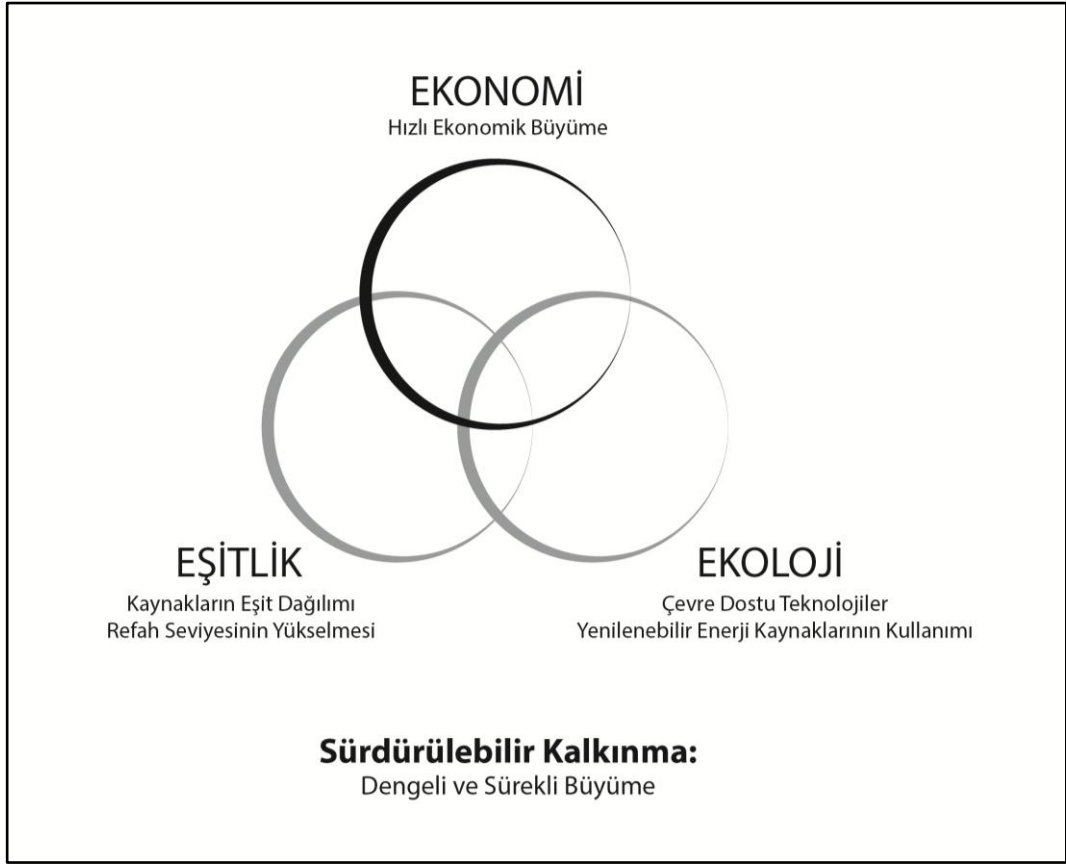 EKONOMİ
Hızlı Ekonomik Büyüme
EŞİTLİK
Kaynakların Eşit Dağılımı
Refah Seviyesinin Yükselmesi
EKOLOJİ
Çevre Dostu Teknolojiler
Yenilenebilir Enerji Kaynaklarının Kullanımı
Sürdürülebilir Kalkınma:
Dengeli ve Sürekli Büyüme